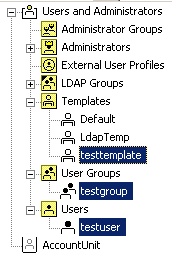 Users and Administrators
Administrator Groups
Administrators
External User Profiles
LDAP Groups
Templates
Default
LdapTemp
testtemplate
User Groups
testgroup
Users
testuser
AccountUnit